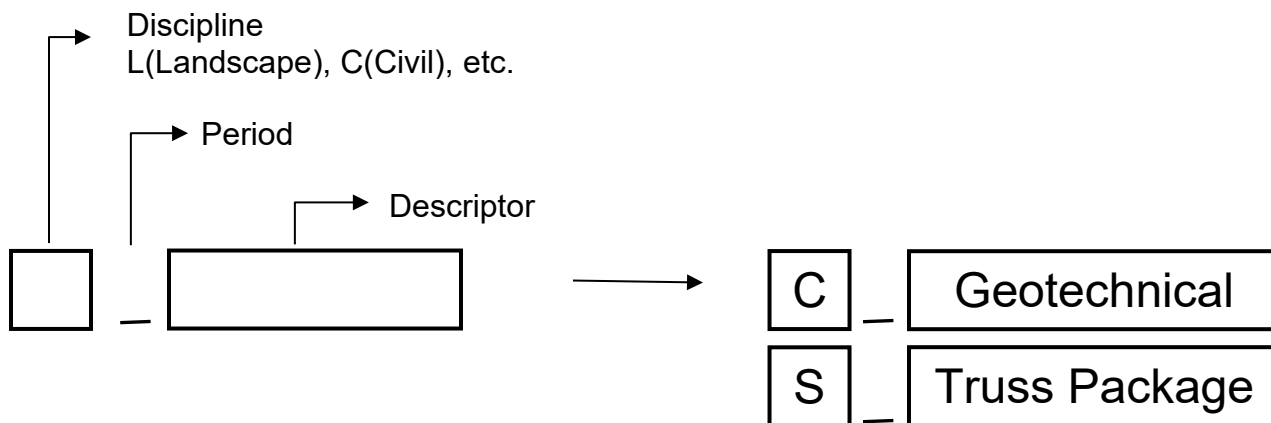 Discipline
L(Landscape), C(Civil), etc.
Period
Descriptor
C _ Geotechnical
S _ Truss Package